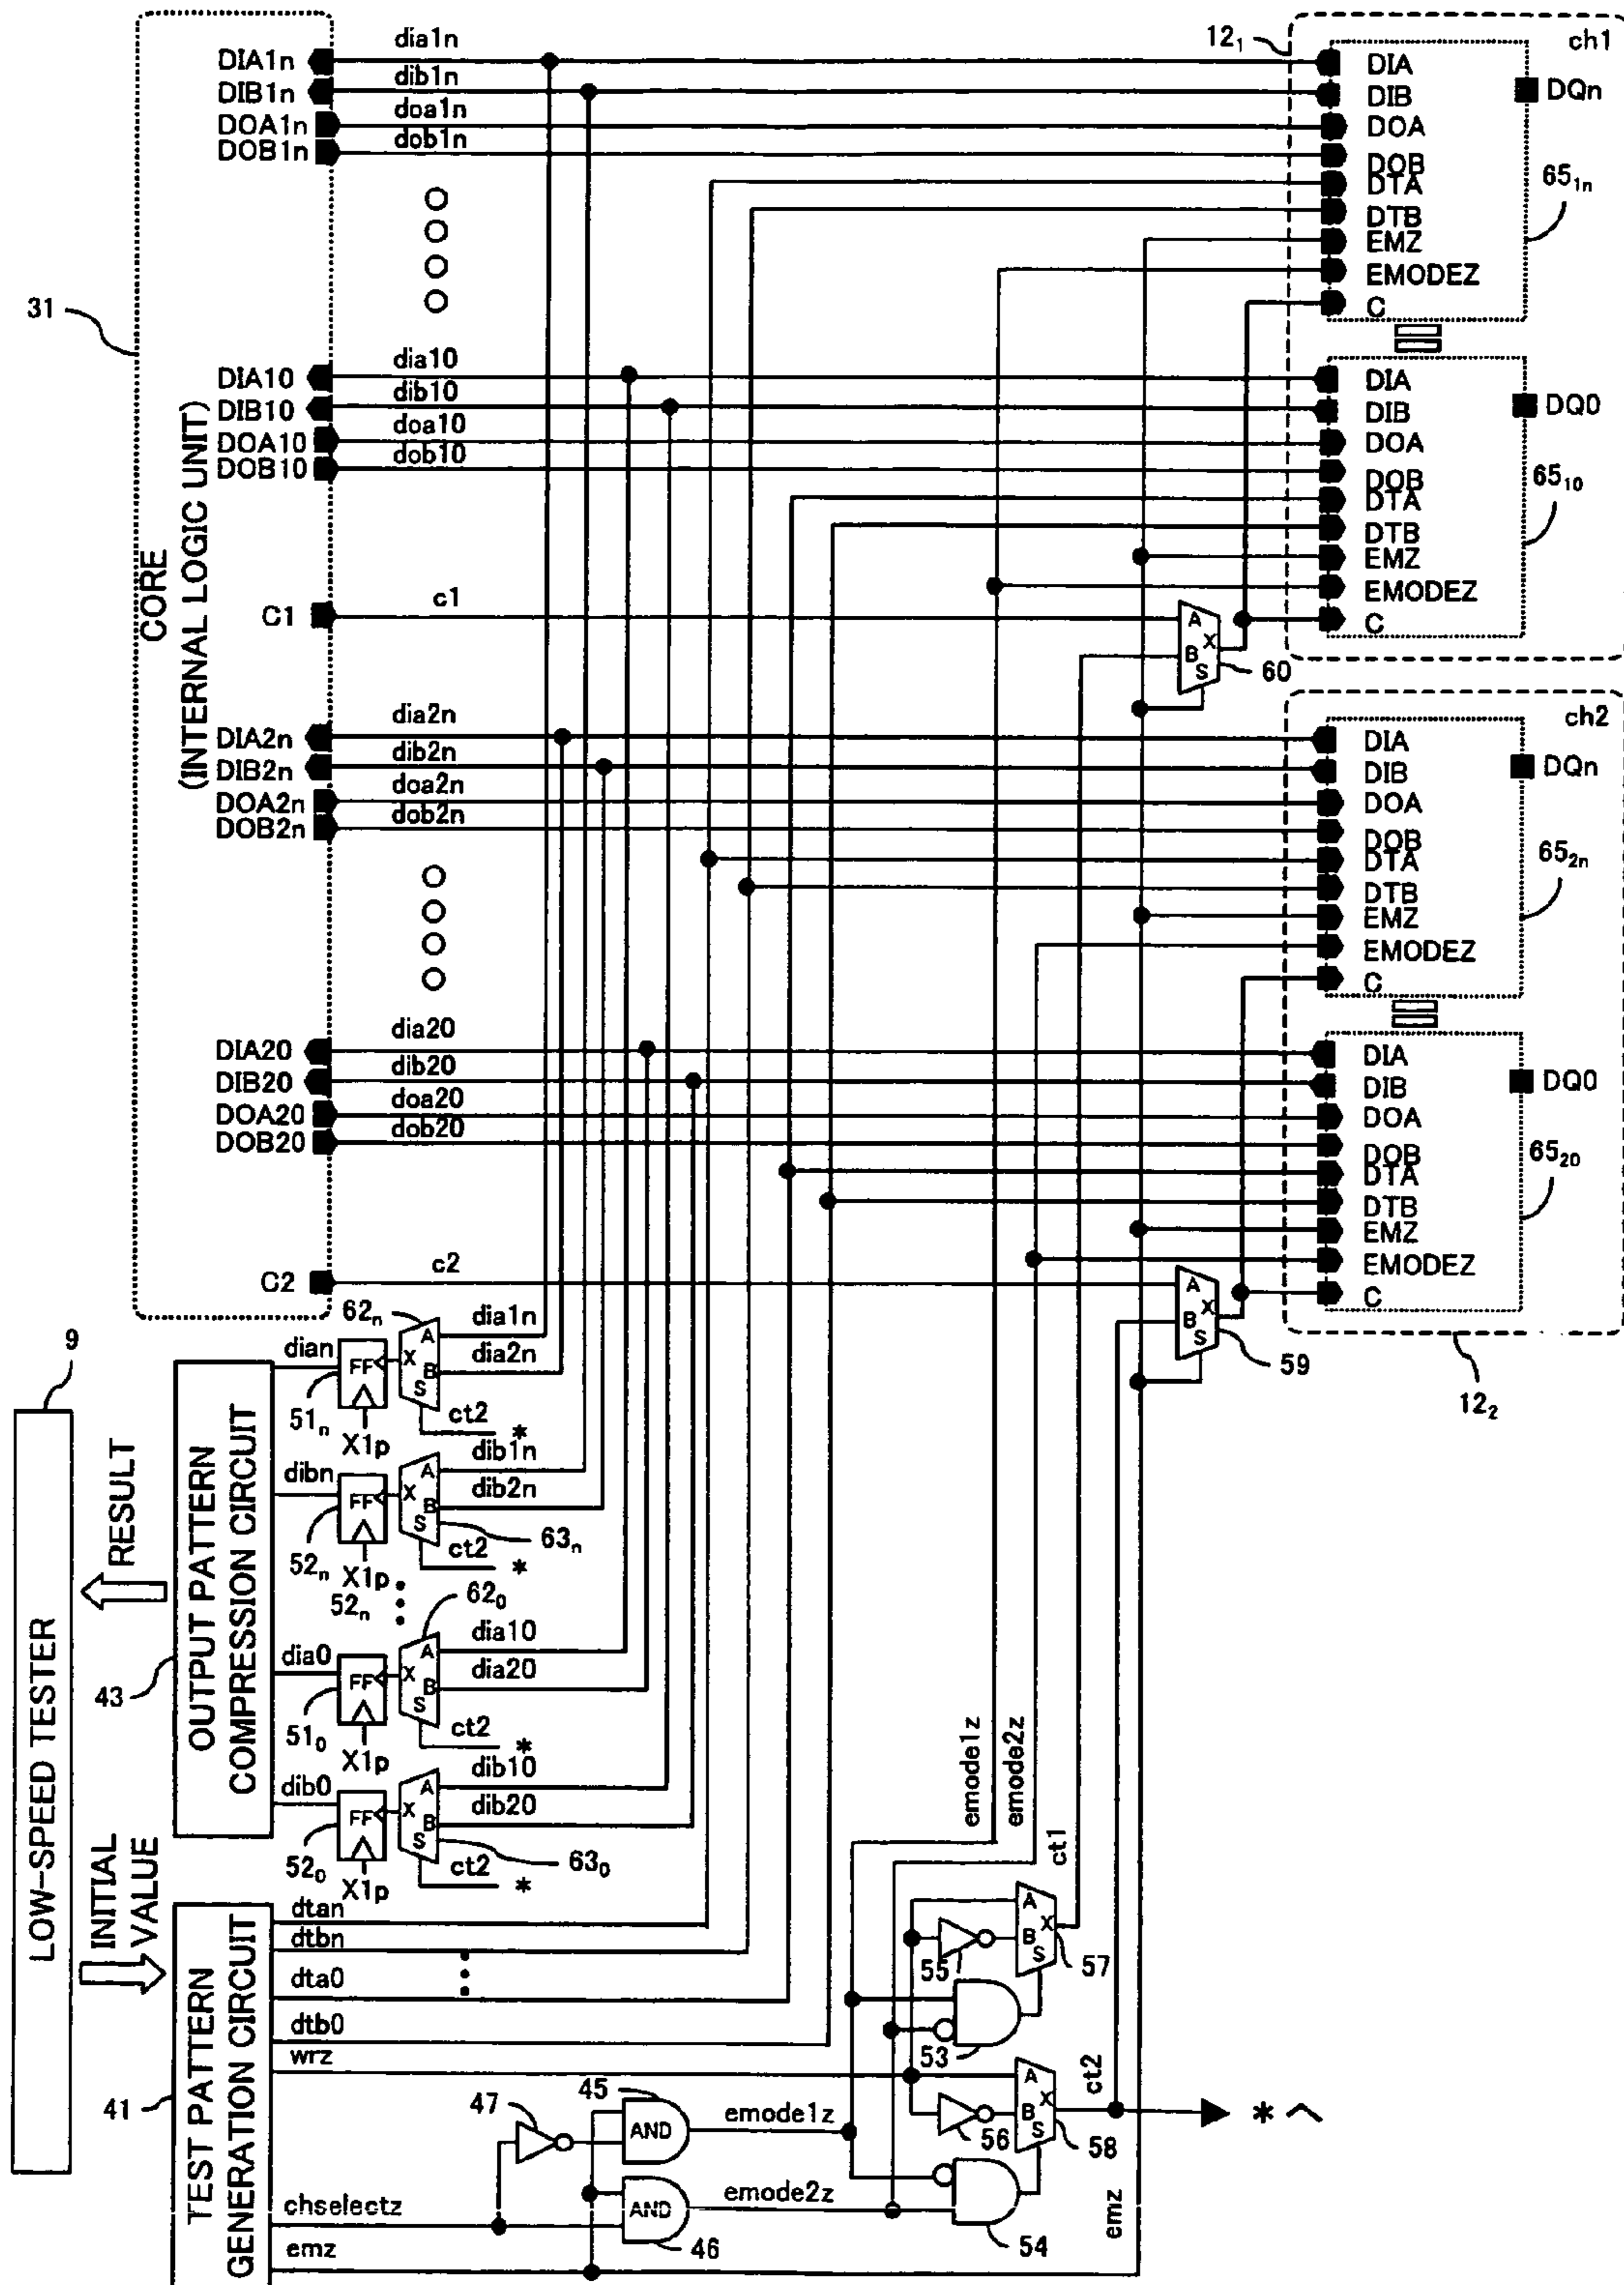 31
CORE
(INTERNAL LOGIC UNIT)
DIA1n
DIB1n
DOA1n
DOB1n
dia1n
dib1n
doa1n
dob1n
DIA10
DIB10
DOA10
DOB10
dia10
dib10
doa10
dob10
C1
c1
DIA2n
DIB2n
DOA2n
DOB2n
dia2n
dib2n
doa2n
dob2n
DIA20
DIB20
DOA20
DOB20
dia20
dib20
doa20
dob20
C2
c2
12₁
ch1
DIA
DIB
DOA
DOB
DTA
DTB
EMZ
EMODEZ
C
DQn
65₁ₙ
DIA
DIB
DOA
DOB
DTA
DTB
EMZ
EMODEZ
C
DQ0
65₁₀
A
B
X
S
60
ch2
DIA
DIB
DOA
DOB
DTA
DTB
EMZ
EMODEZ
C
DQn
65₂ₙ
DIA
DIB
DOA
DOB
DTA
DTB
EMZ
EMODEZ
C
DQ0
65₂₀
A
B
X
S
59
12₂
9
LOW-SPEED TESTER
RESULT
INITIAL
VALUE
OUTPUT PATTERN
COMPRESSION CIRCUIT
43
dian
FF
51ₙ
X1p
62ₙ
A
X
B
S
dia1n
dia2n
ct2
*
dibn
FF
52ₙ
X1p
52ₙ
A
X
B
S
dib1n
dib2n
63ₙ
ct2
*
dia0
FF
51₀
X1p
62₀
A
X
B
S
dia10
dia20
ct2
*
dib0
FF
52₀
X1p
A
X
B
S
dib10
dib20
63₀
ct2
*
TEST PATTERN
GENERATION CIRCUIT
41
dtan
dtbn
dta0
dtb0
wrz
chselectz
emz
47
45
AND
emode1z
AND
emode2z
46
emode1z
emode2z
ct1
55
A
B
X
S
57
53
56
A
B
X
S
58
54
ct2
emz
* ^